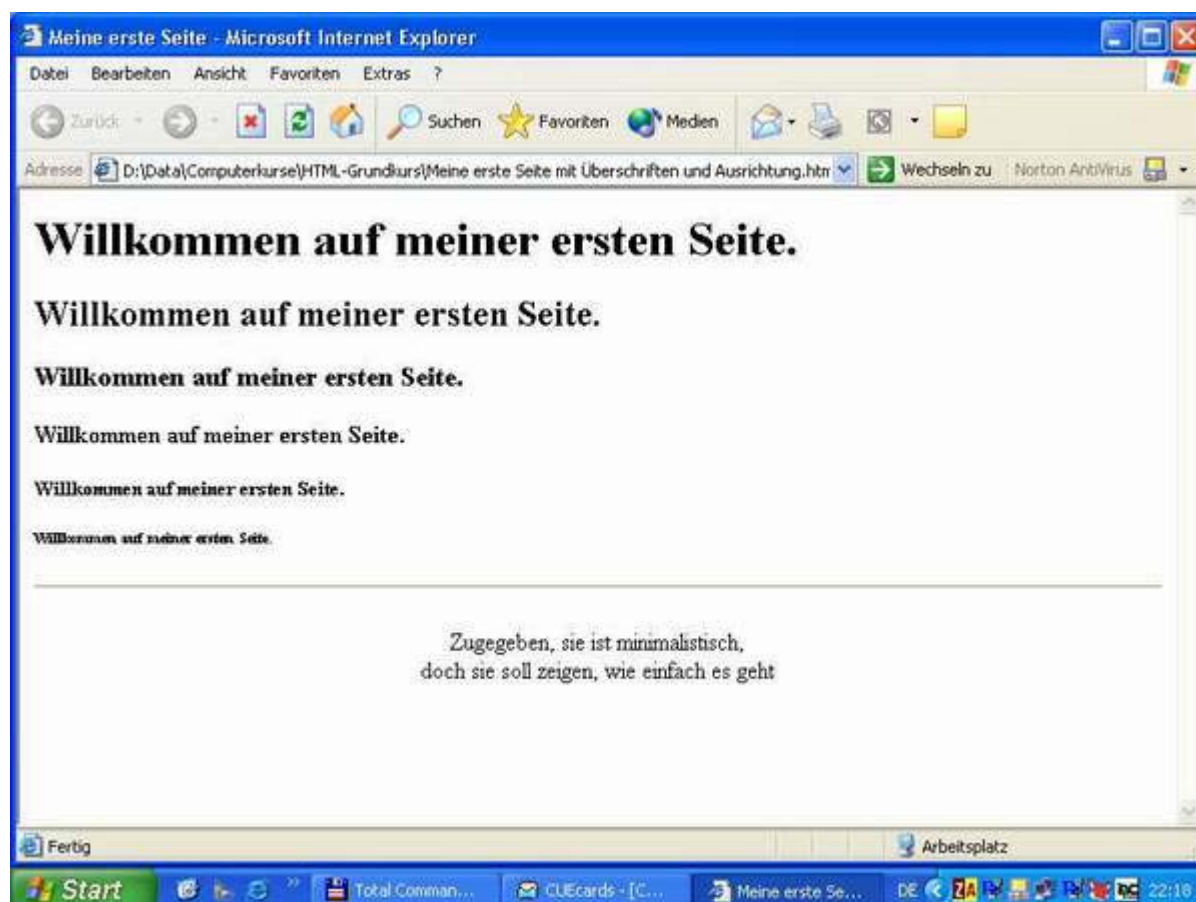 Meine erste Seite - Microsoft Internet Explorer
Datei Bearbeiten Ansicht Favoriten Extras ?
Zurück Suchen Favoriten Medien
Adresse D:\Data\Computerkurse\HTML-Grundkurs\Meine erste Seite mit Überschriften und Ausrichtung.htm Wechseln zu Norton AntiVirus
Willkommen auf meiner ersten Seite.
Willkommen auf meiner ersten Seite.
Willkommen auf meiner ersten Seite.
Willkommen auf meiner ersten Seite.
Willkommen auf meiner ersten Seite.
Willkommen auf meiner ersten Seite.
Zugegeben, sie ist minimalistisch,
doch sie soll zeigen, wie einfach es geht
Fertig Arbeitsplatz
Start Total Comman... CUEcards - [C... Meine erste Se... DE ZA 22:18